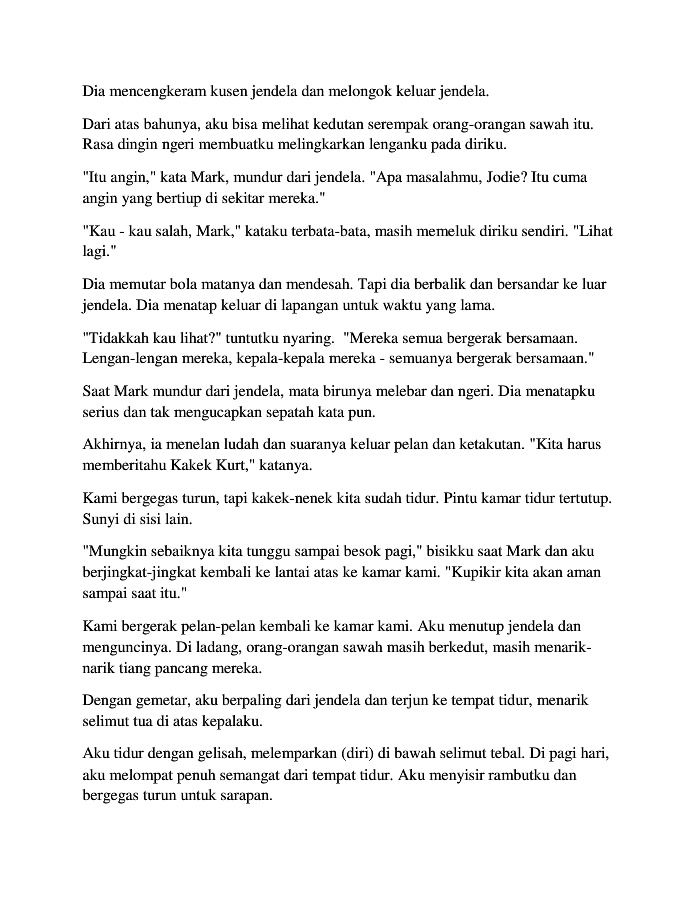 Dia mencengkeram kusen jendela dan melongok keluar jendela.
Dari atas bahunya, aku bisa melihat kedutan serempak orang-orangan sawah itu.
Rasa dingin ngeri membuatku melingkarkan lenganku pada diriku.
"Itu angin," kata Mark, mundur dari jendela. "Apa masalahmu, Jodie? Itu cuma
angin yang bertiup di sekitar mereka."
"Kau - kau salah, Mark," kataku terbata-bata, masih memeluk diriku sendiri. "Lihat
lagi."
Dia memutar bola matanya dan mendesah. Tapi dia berbalik dan bersandar ke luar
jendela. Dia menatap keluar di lapangan untuk waktu yang lama.
"Tidakkah kau lihat?" tuntutku nyaring.  "Mereka semua bergerak bersamaan.
Lengan-lengan mereka, kepala-kepala mereka - semuanya bergerak bersamaan."
Saat Mark mundur dari jendela, mata birunya melebar dan ngeri. Dia menatapku
serius dan tak mengucapkan sepatah kata pun.
Akhirnya, ia menelan ludah dan suaranya keluar pelan dan ketakutan. "Kita harus
memberitahu Kakek Kurt," katanya.
Kami bergegas turun, tapi kakek-nenek kita sudah tidur. Pintu kamar tidur tertutup.
Sunyi di sisi lain.
"Mungkin sebaiknya kita tunggu sampai besok pagi," bisikku saat Mark dan aku
berjingkat-jingkat kembali ke lantai atas ke kamar kami. "Kupikir kita akan aman
sampai saat itu."
Kami bergerak pelan-pelan kembali ke kamar kami. Aku menutup jendela dan
menguncinya. Di ladang, orang-orangan sawah masih berkedut, masih menarik-
narik tiang pancang mereka.
Dengan gemetar, aku berpaling dari jendela dan terjun ke tempat tidur, menarik
selimut tua di atas kepalaku.
Aku tidur dengan gelisah, melemparkan (diri) di bawah selimut tebal. Di pagi hari,
aku melompat penuh semangat dari tempat tidur. Aku menyisir rambutku dan
bergegas turun untuk sarapan.